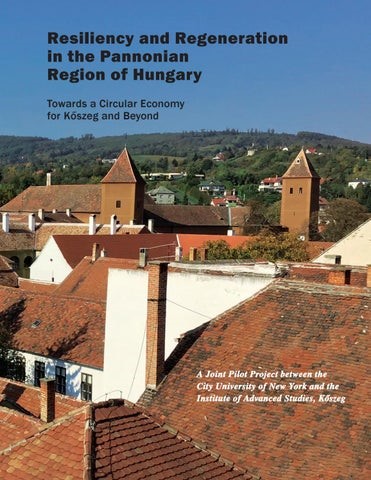 Resiliency and Regeneration
in the Pannonian
Region of Hungary
Towards a Circular Economy
for Kőszeg and Beyond
A Joint Pilot Project between the
City University of New York and the
Institute of Advanced Studies, Kőszeg